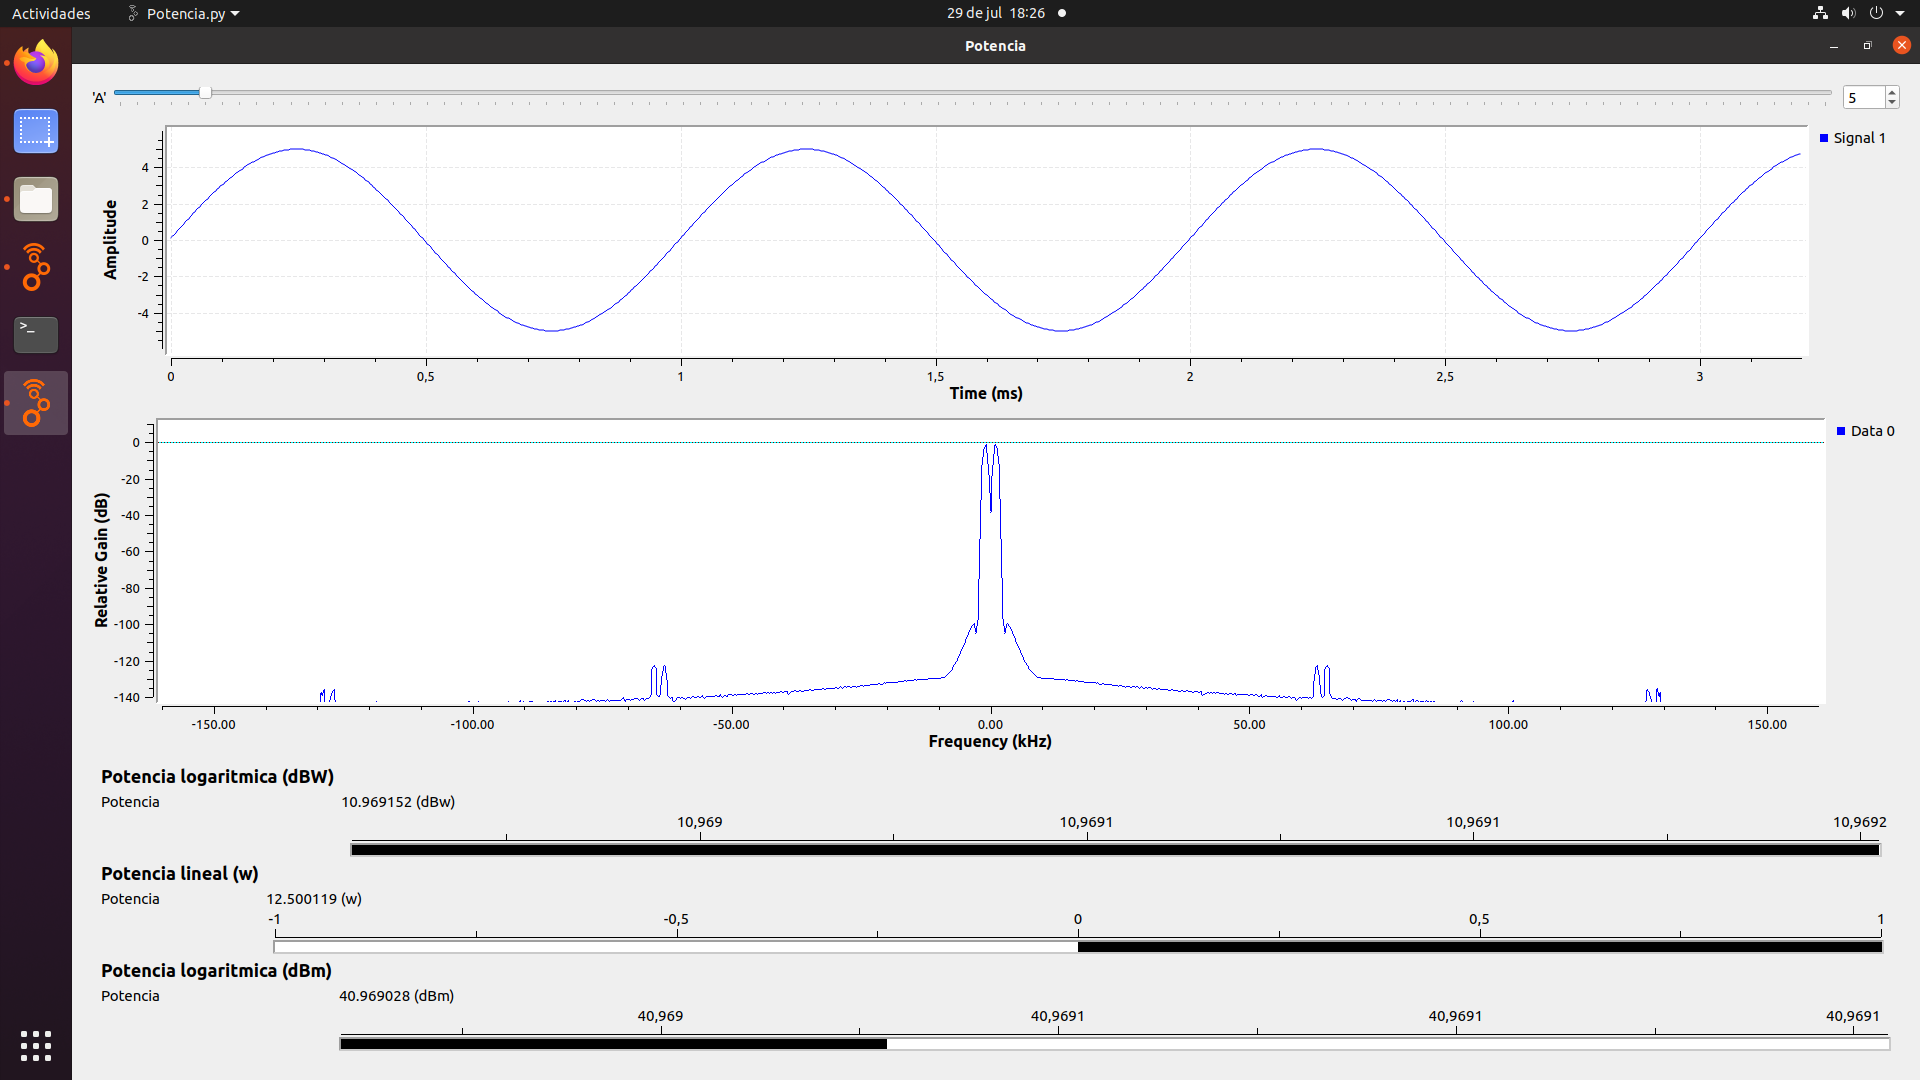 Actividades Potencia.py 29 de jul 18:26
Potencia
'A' 5
Signal 1
Amplitude
4
2
0
-2
-4
0 0,5 1 1,5 2 2,5 3
Time (ms)
Data 0
Relative Gain (dB)
0
-20
-40
-60
-80
-100
-120
-140
-150.00 -100.00 -50.00 0.00 50.00 100.00 150.00
Frequency (kHz)
Potencia logaritmica (dBW)
Potencia 10.969152 (dBw)
10,969 10,9691 10,9691 10,9692
Potencia lineal (w)
Potencia 12.500119 (w)
-1 -0,5 0 0,5 1
Potencia logaritmica (dBm)
Potencia 40.969028 (dBm)
40,969 40,9691 40,9691 40,9691